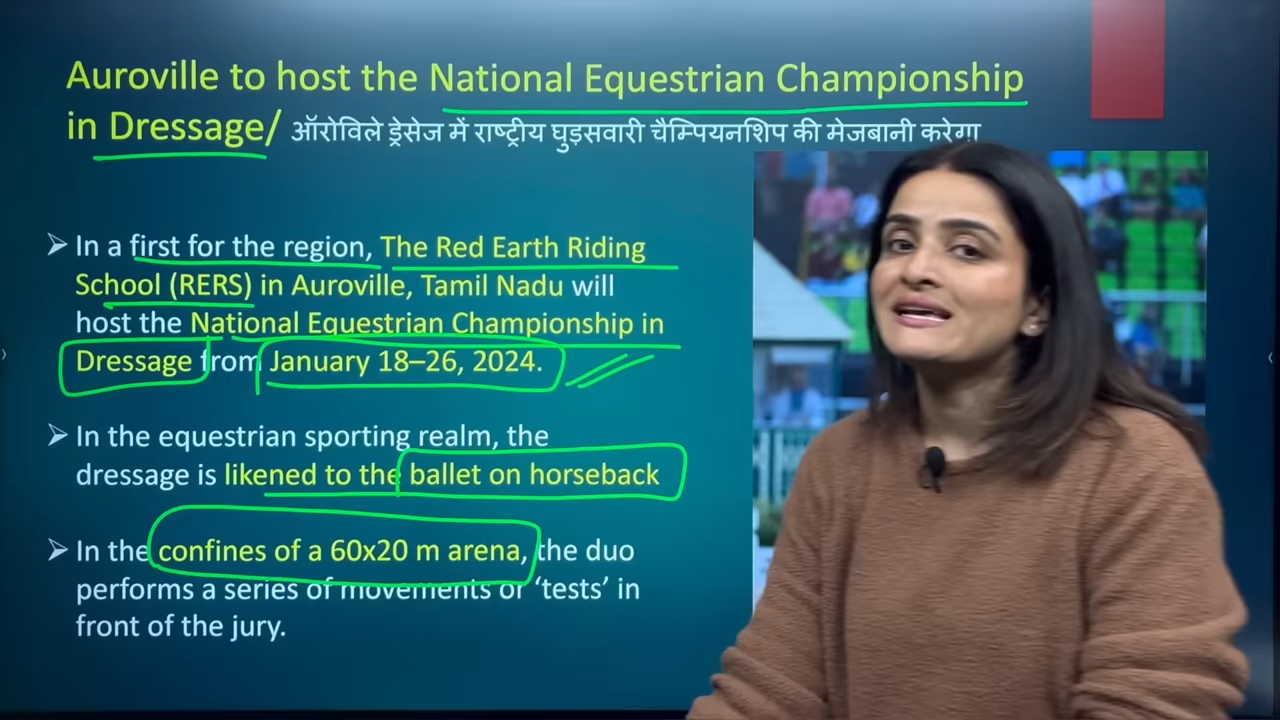 Auroville to host the National Equestrian Championship
in Dressage/ ऑरोविले ड्रेसेज में राष्ट्रीय घुड़सवारी चैम्पियनशिप की मेजबानी करेगा
➢ In a first for the region, The Red Earth Riding
School (RERS) in Auroville, Tamil Nadu will
host the National Equestrian Championship in
Dressage from January 18–26, 2024.
➢ In the equestrian sporting realm, the
dressage is likened to the ballet on horseback
➢ In the confines of a 60x20 m arena, the duo
performs a series of movements or ‘tests’ in
front of the jury.